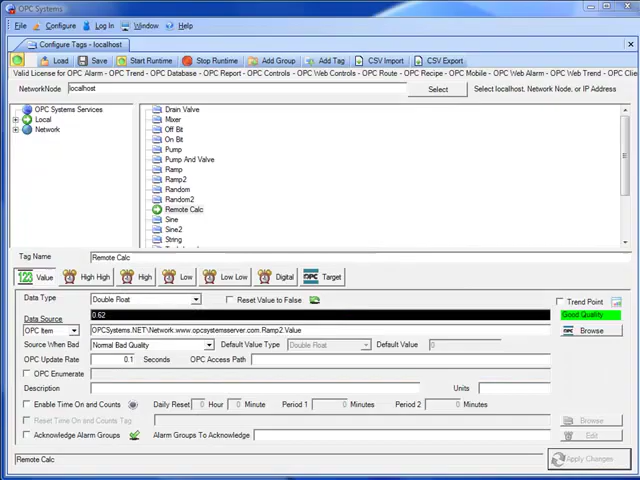 OPC Systems
File Configure Log In Window Help
Configure Tags - localhost
Load Save Start Runtime Stop Runtime Add Group Add Tag CSV Import CSV Export
Valid License for OPC Alarm - OPC Trend - OPC Database - OPC Report - OPC Controls - OPC Web Controls - OPC Route - OPC Recipe - OPC Mobile - OPC Web Alarm - OPC Web Trend - OPC Clie
NetworkNode localhost Select Select localhost, Network Node, or IP Address
OPC Systems Services
Local
Network
Drain Valve
Mixer
Off Bit
On Bit
Pump
Pump And Valve
Ramp
Ramp2
Random
Random2
Remote Calc
Sine
Sine2
String
Tag Name Remote Calc
123 Value High High High Low Low Low Digital OPC Target
Data Type Double Float Reset Value to False Trend Point
Data Source 0.62 Good Quality
OPC Item OPCSystems.NET\Network.www.opcsystemsserver.com.Ramp2.Value Browse
Source When Bad Normal Bad Quality Default Value Type Double Float Default Value 0
OPC Update Rate 0.1 Seconds OPC Access Path
OPC Enumerate
Description Units
Enable Time On and Counts Daily Reset 0 Hour 0 Minute Period 1 0 Minutes Period 2 0 Minutes
Reset Time On and Counts Tag Browse
Acknowledge Alarm Groups Alarm Groups To Acknowledge Edit
Remote Calc Apply Changes